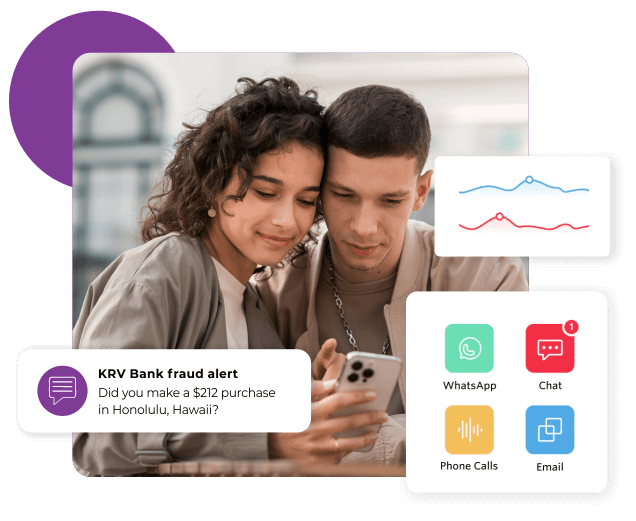 KRV Bank fraud alert
Did you make a $212 purchase
in Honolulu, Hawaii?
1
WhatsApp
Chat
Phone Calls
Email